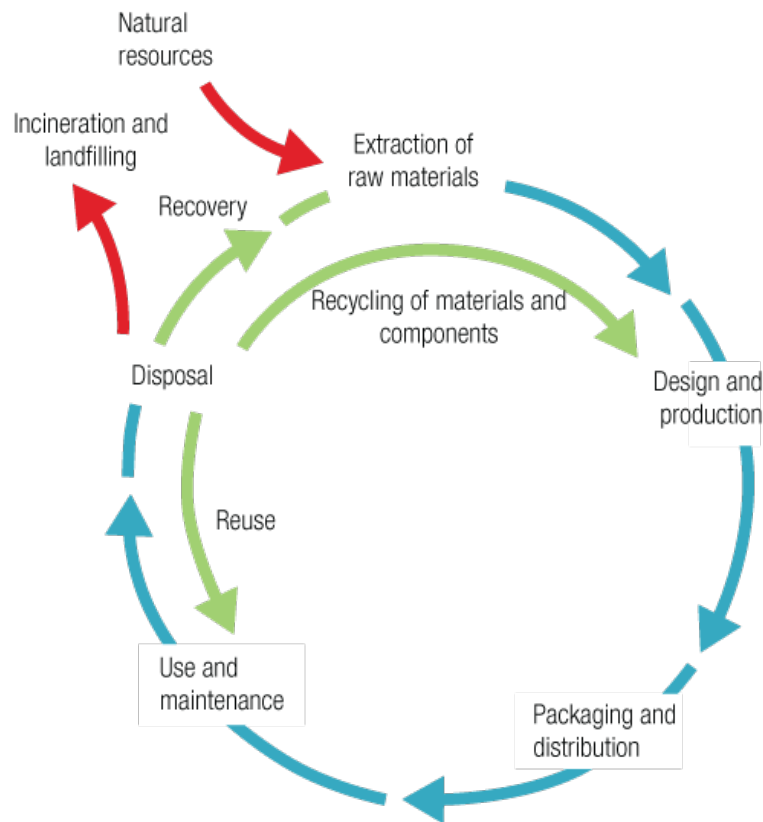 Natural
resources
Incineration and
landfilling
Extraction of
raw materials
Recovery
Recycling of materials and
components
Disposal
Design and
production
Reuse
Use and
maintenance
Packaging and
distribution